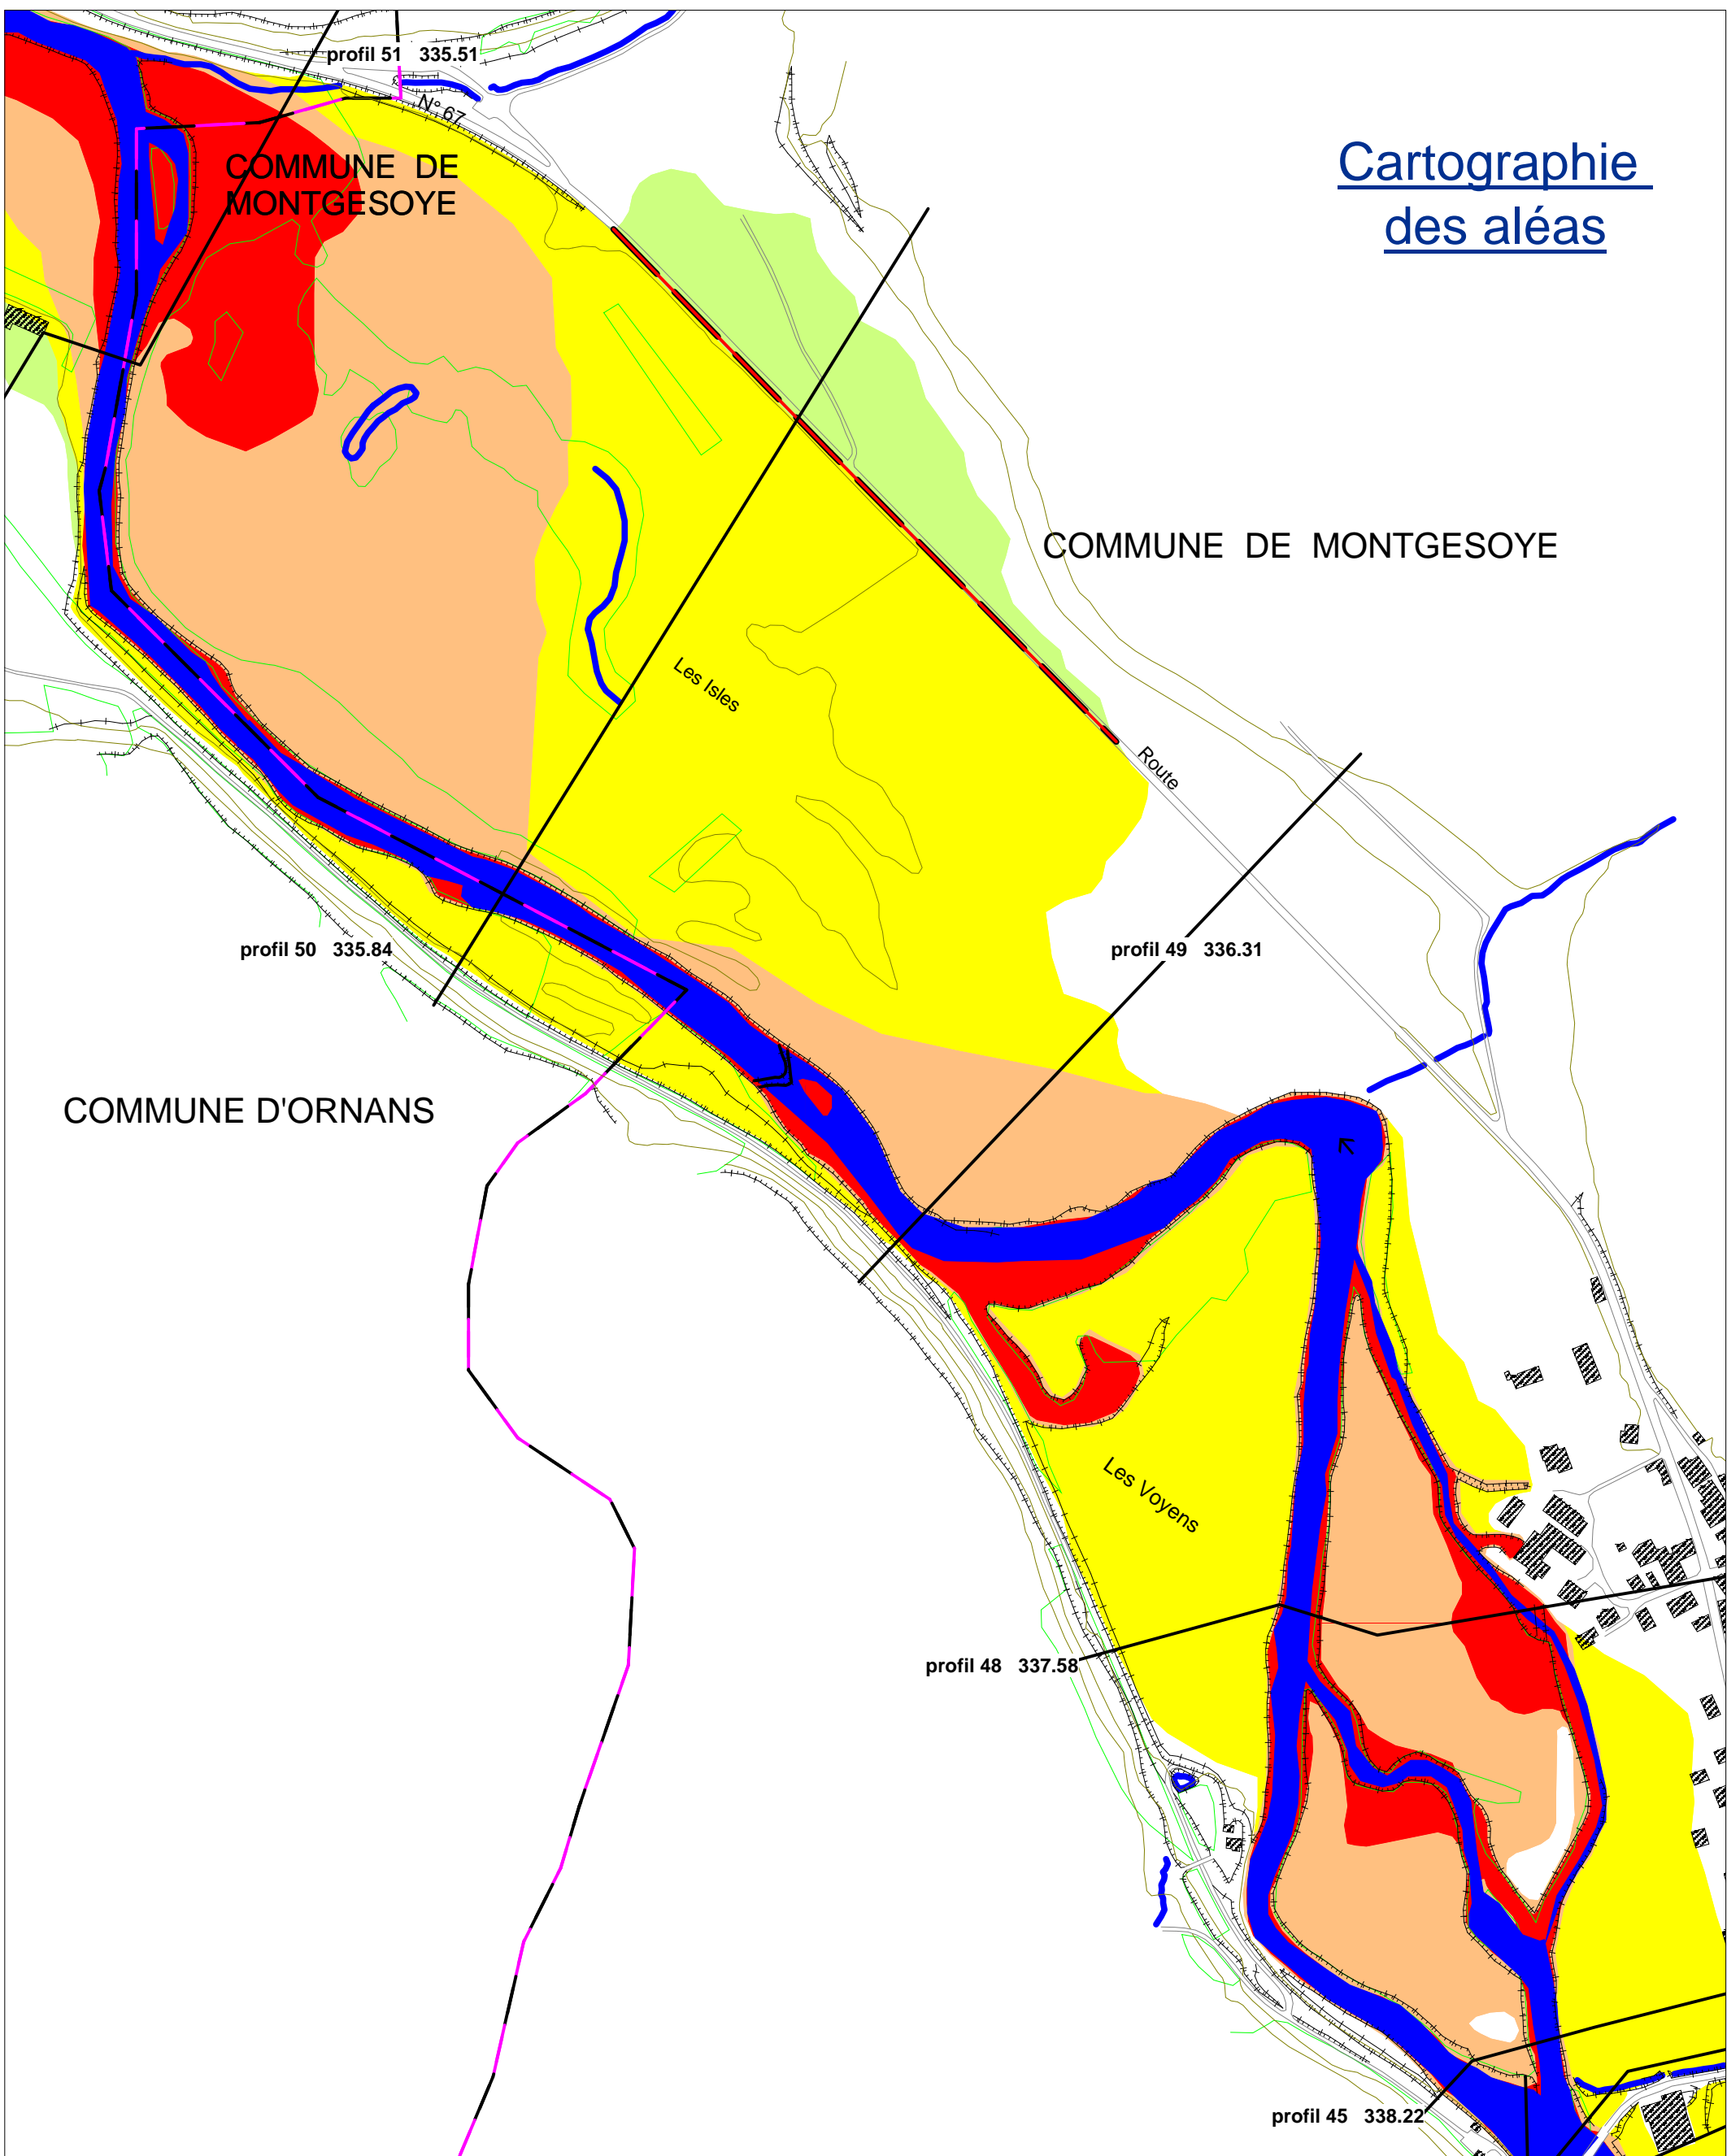 profil 51 335.51
N° 67
COMMUNE DE
MONTGESOYE
Cartographie
des aléas
COMMUNE DE MONTGESOYE
Les Isles
Route
profil 50 335.84
profil 49 336.31
COMMUNE D'ORNANS
Les Voyens
profil 48 337.58
profil 45 338.22